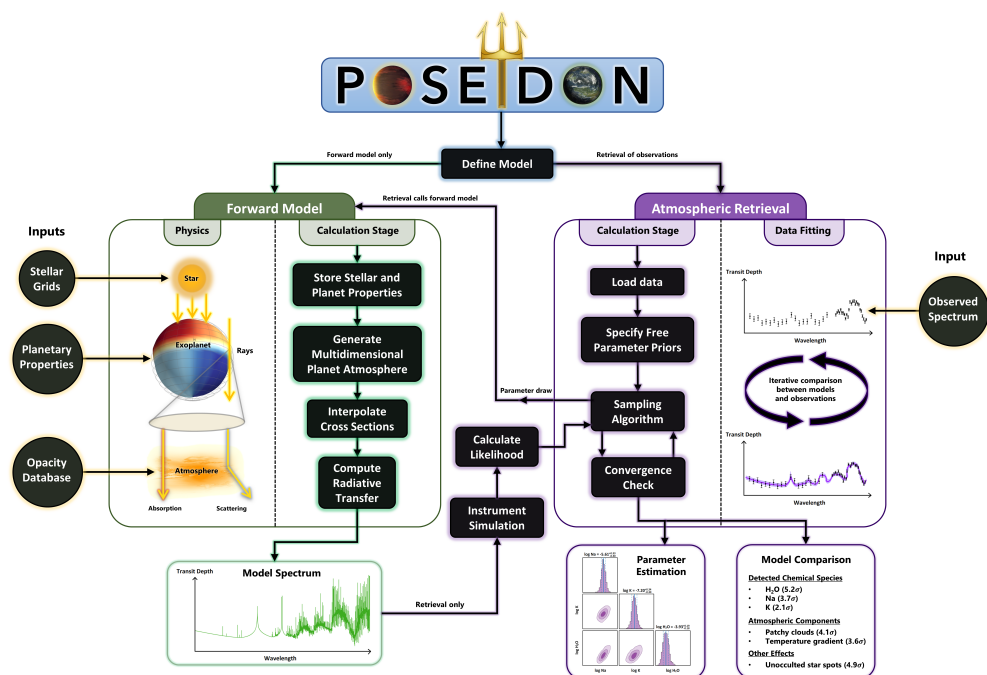 POSEIDON
Define Model
Forward model only
Retrieval of observations
Forward Model
Retrieval calls forward model
Atmospheric Retrieval
Inputs
Physics
Calculation Stage
Stellar
Grids
Planetary
Properties
Opacity
Database
Star
Exoplanet
Rays
Atmosphere
Absorption
Scattering
Store Stellar and
Planet Properties
Generate
Multidimensional
Planet Atmosphere
Interpolate
Cross Sections
Compute
Radiative
Transfer
Model Spectrum
Transit Depth
Wavelength
Retrieval only
Instrument
Simulation
Calculate
Likelihood
Parameter draw
Calculation Stage
Load data
Specify Free
Parameter Priors
Sampling
Algorithm
Convergence
Check
Data Fitting
Transit Depth
Wavelength
Iterative comparison
between models
and observations
Transit Depth
Wavelength
Input
Observed
Spectrum
Parameter
Estimation
log K
log H₂O
log Na
log K
log H₂O
Model Comparison
Detected Chemical Species
• H₂O (5.2σ)
• Na (3.7σ)
• K (2.1σ)
Atmospheric Components
• Patchy clouds (4.1σ)
• Temperature gradient (3.6σ)
Other Effects
• Unocculted star spots (4.9σ)